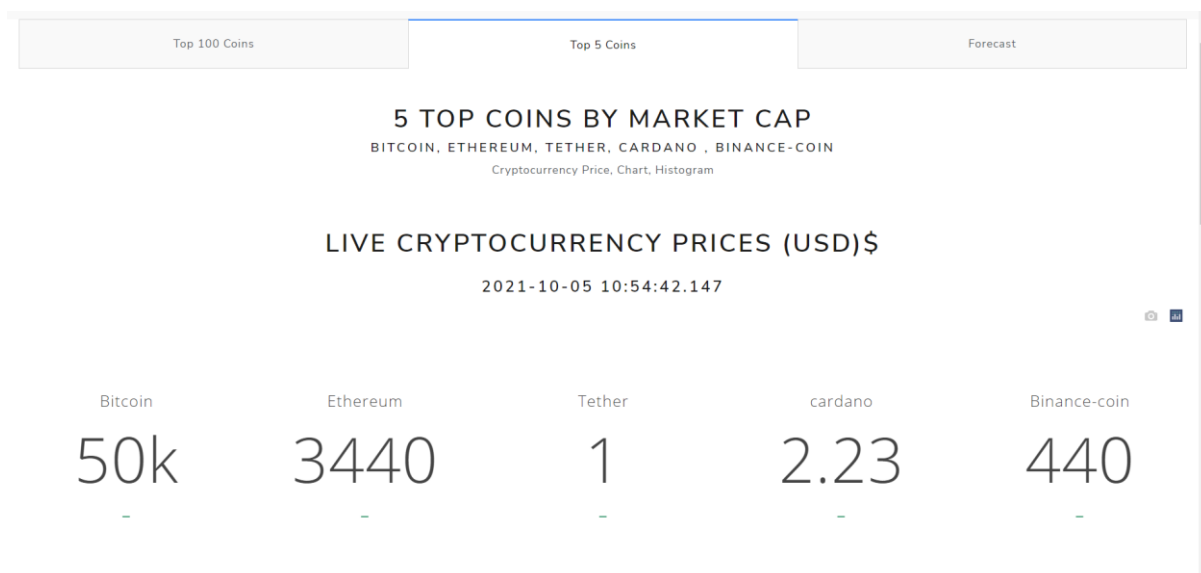 Top 100 Coins
Top 5 Coins
Forecast
5 TOP COINS BY MARKET CAP
BITCOIN, ETHEREUM, TETHER, CARDANO , BINANCE-COIN
Cryptocurrency Price, Chart, Histogram
LIVE CRYPTOCURRENCY PRICES (USD)$
2021-10-05 10:54:42.147
Bitcoin
Ethereum
Tether
cardano
Binance-coin
50k
3440
1
2.23
440
–
–
–
–
–